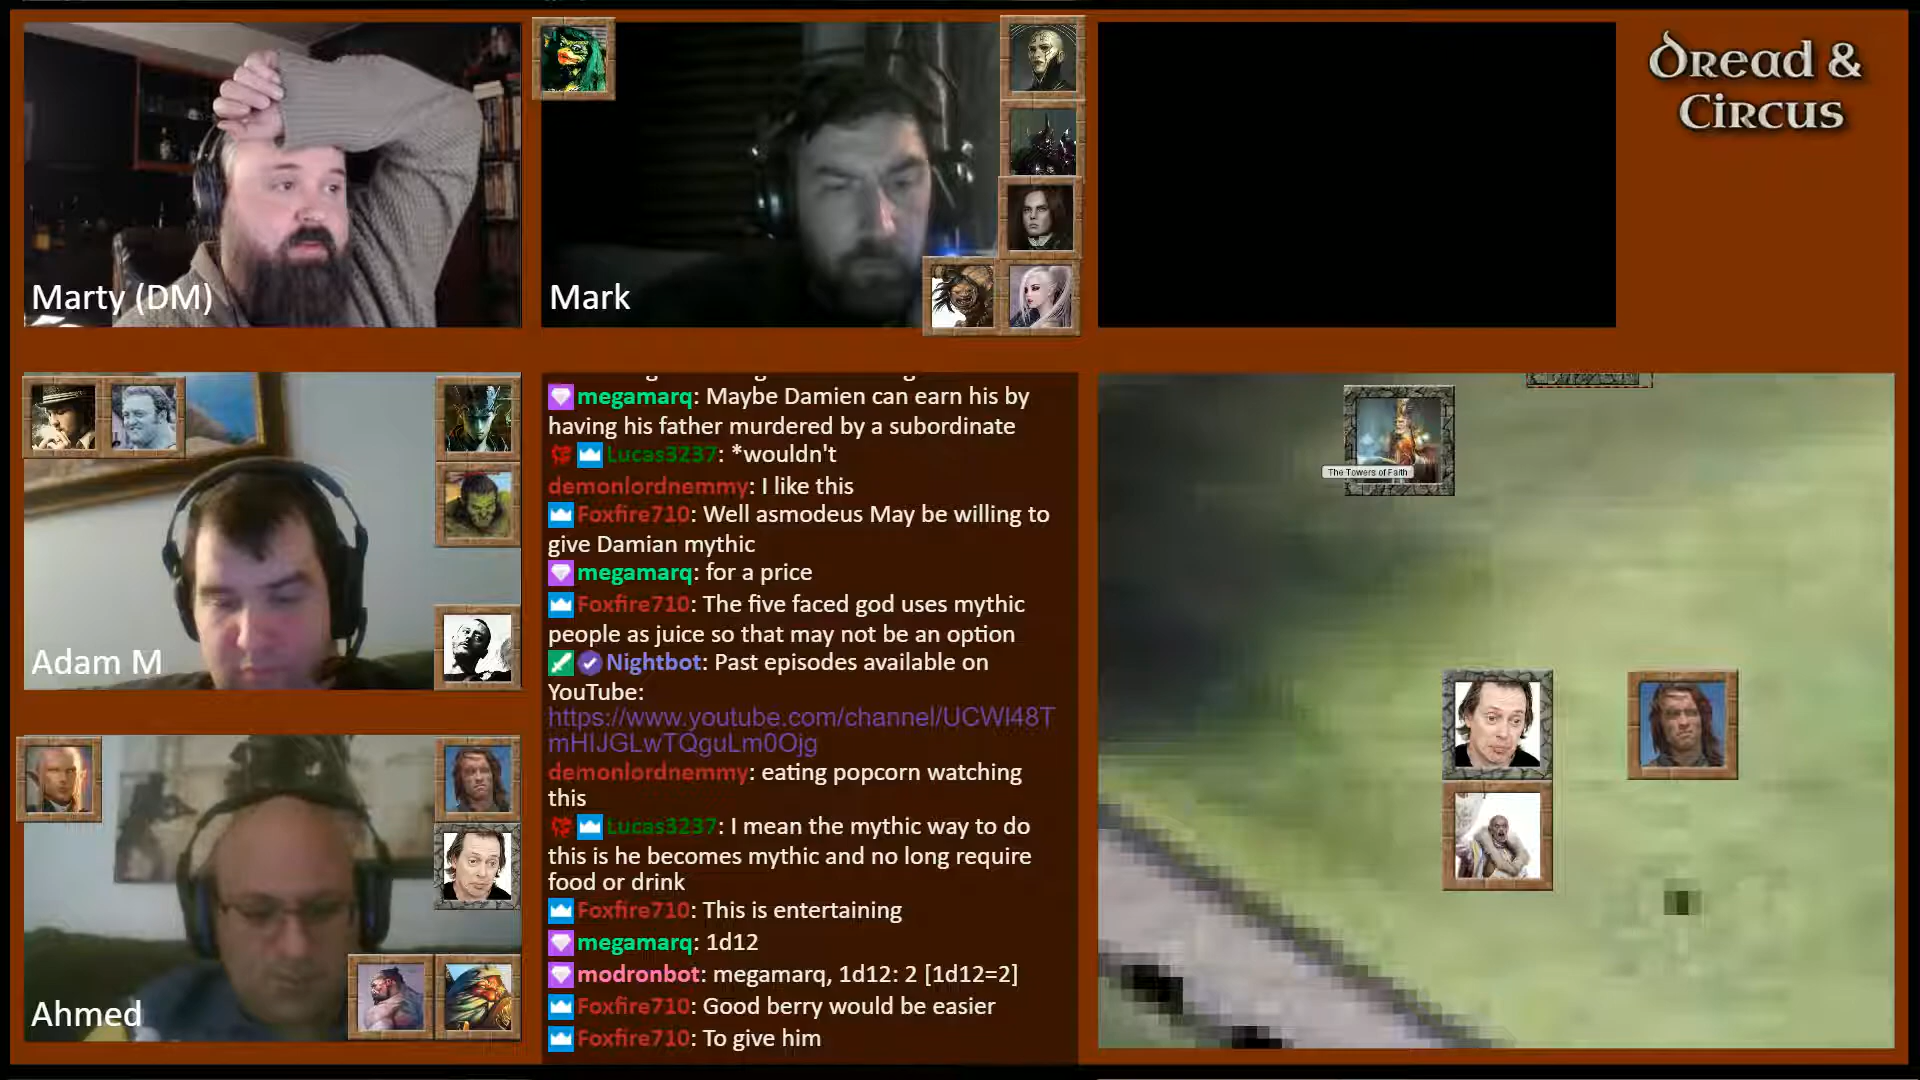 Dread &
Circus
Marty (DM)
Mark
The Towers of Faith
megamarq: Maybe Damien can earn his by
having his father murdered by a subordinate
Lucas3237: *wouldn't
demonlordnemmy: I like this
Foxfire710: Well asmodeus May be willing to
give Damian mythic
megamarq: for a price
Foxfire710: The five faced god uses mythic
people as juice so that may not be an option
Nightbot: Past episodes available on
YouTube:
https://www.youtube.com/channel/UCWI48T
mHIJGLwTQguLm0Ojg
demonlordnemmy: eating popcorn watching
this
Lucas3237: I mean the mythic way to do
this is he becomes mythic and no long require
food or drink
Foxfire710: This is entertaining
megamarq: 1d12
modronbot: megamarq, 1d12: 2 [1d12=2]
Foxfire710: Good berry would be easier
Foxfire710: To give him
Adam M
Ahmed